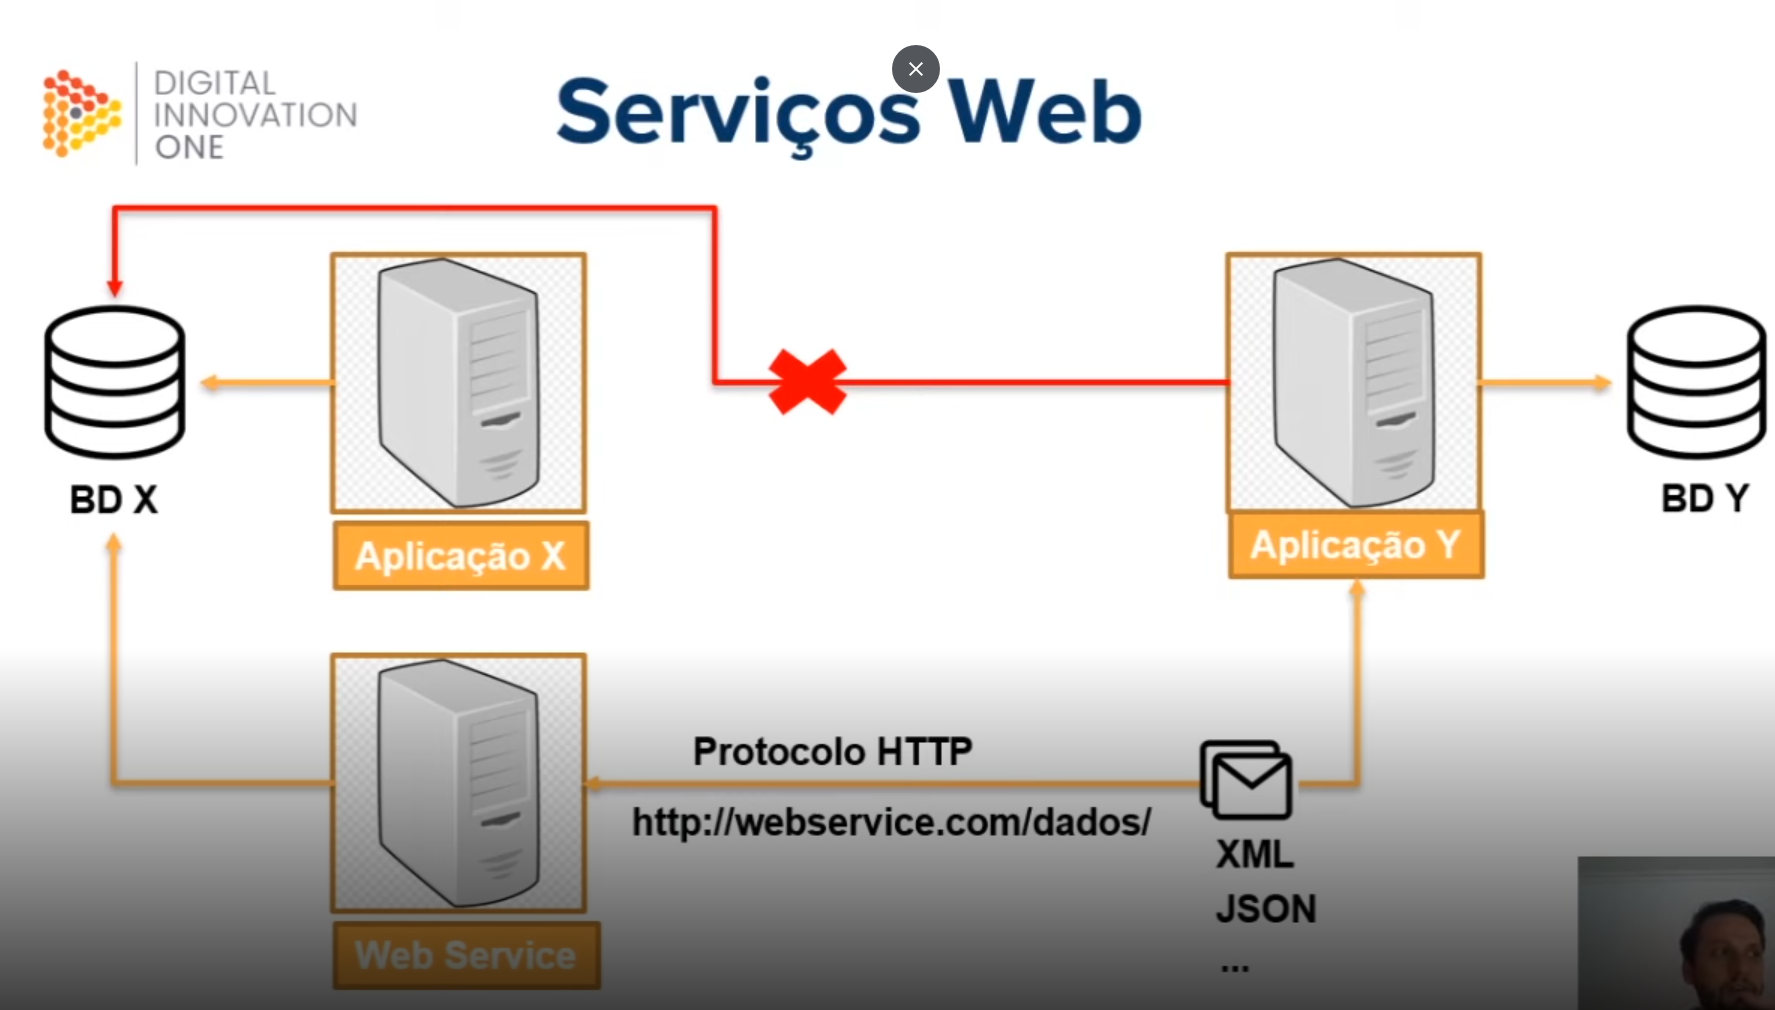 DIGITAL
INNOVATION
ONE
Serviços Web
BD X
Aplicação X
Aplicação Y
BD Y
Protocolo HTTP
http://webservice.com/dados/
XML
JSON
...
Web Service